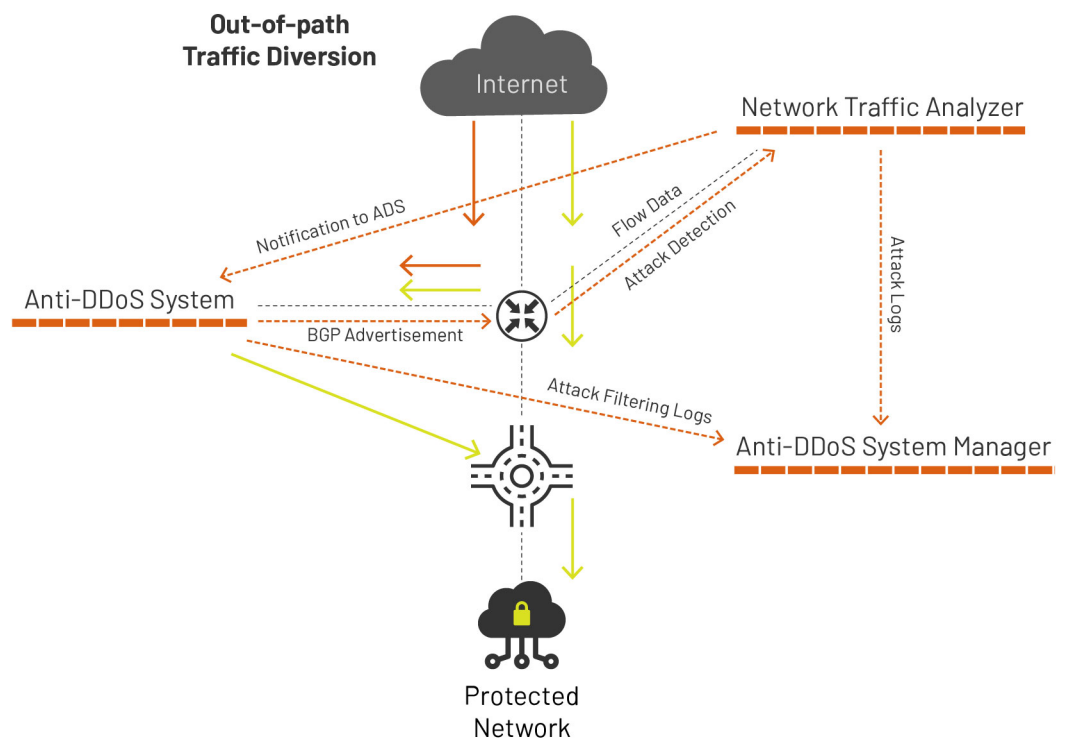 Out-of-path
Traffic Diversion
Internet
Network Traffic Analyzer
Notification to ADS
Flow Data
Attack Detection
Attack Logs
Anti-DDoS System
BGP Advertisement
Attack Filtering Logs
Anti-DDoS System Manager
Protected
Network